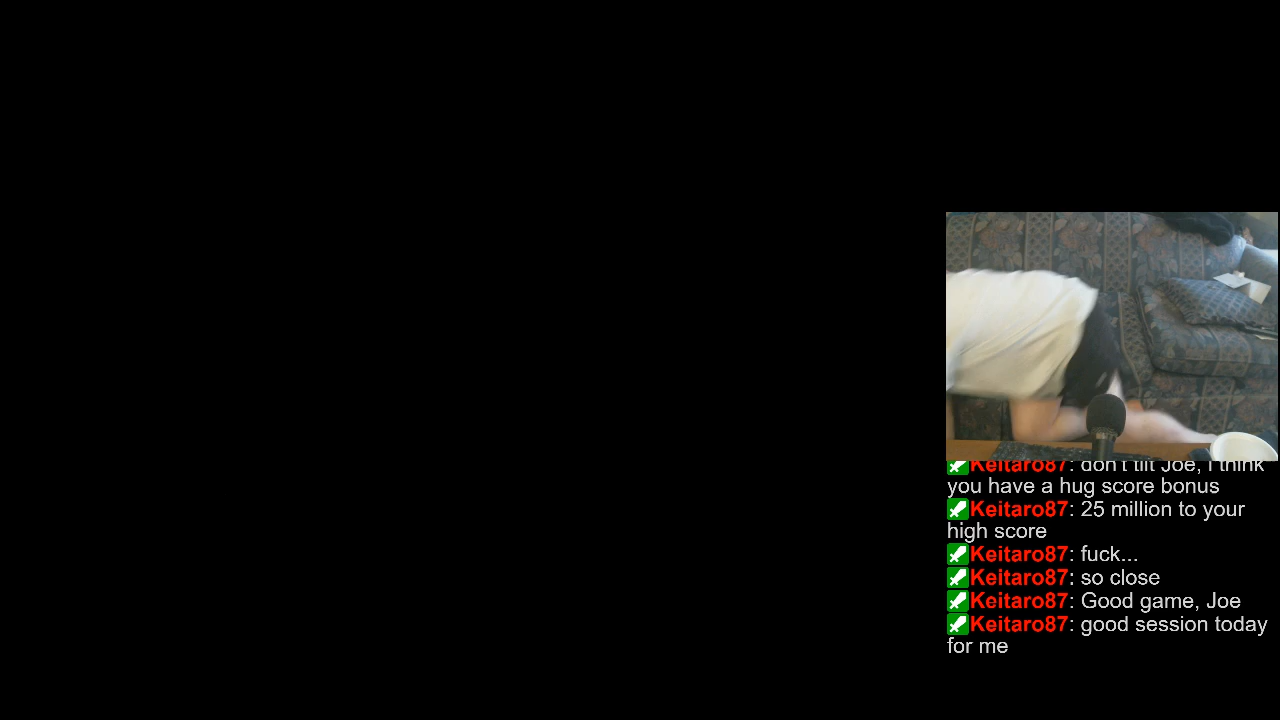 Keitaro87: don't tilt Joe, i think
you have a hug score bonus
Keitaro87: 25 million to your
high score
Keitaro87: fuck...
Keitaro87: so close
Keitaro87: Good game, Joe
Keitaro87: good session today
for me